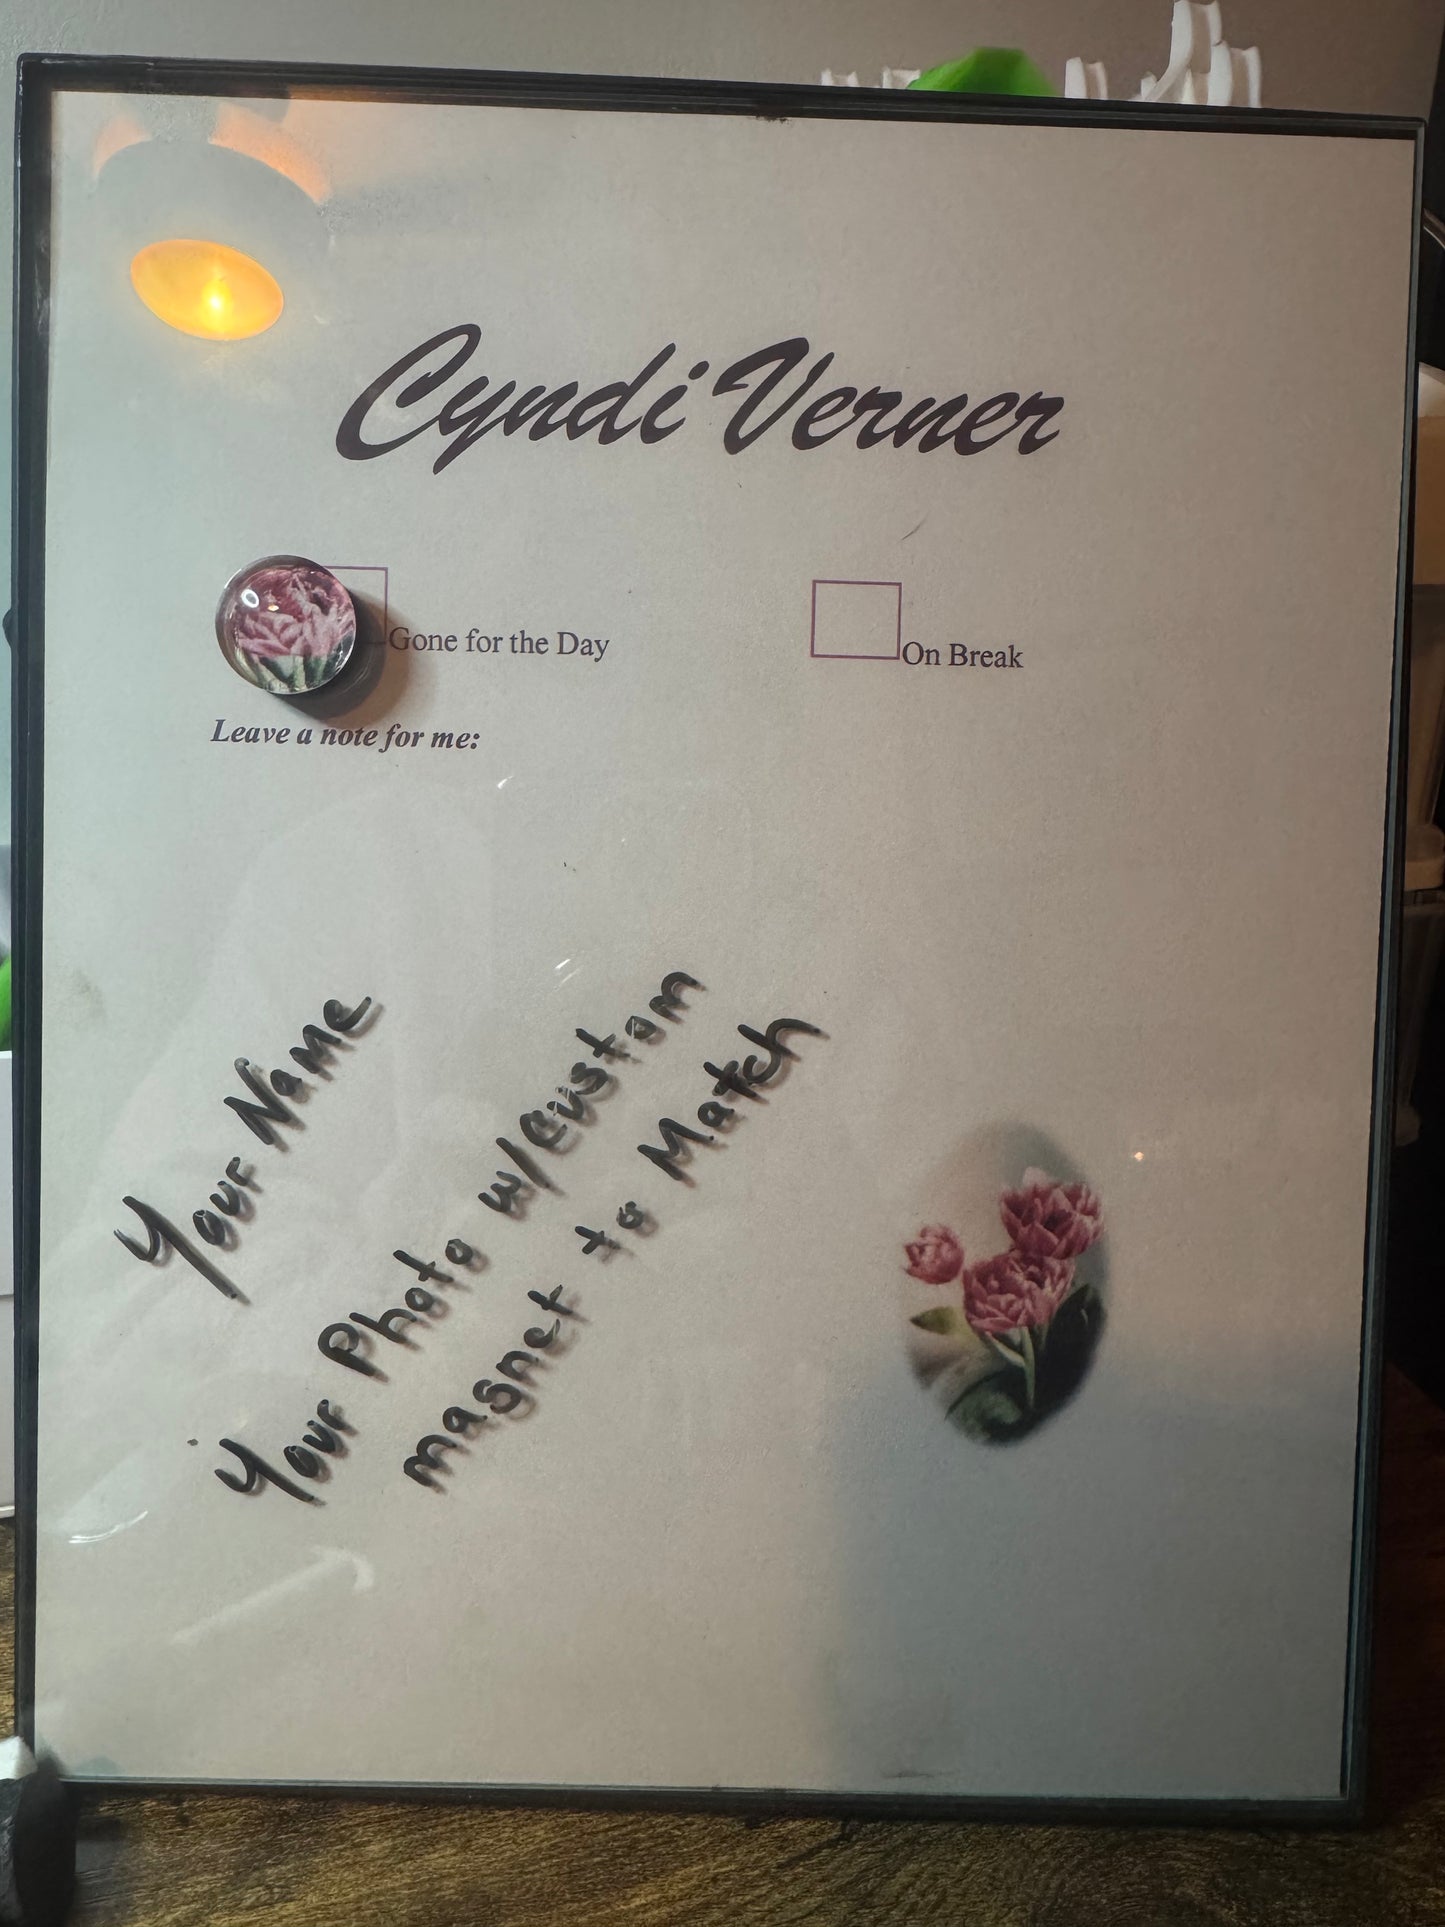 Cyndi Verner
Gone for the Day
On Break
Leave a note for me:
Your Name
Your Photo w/custom
magnet to Match